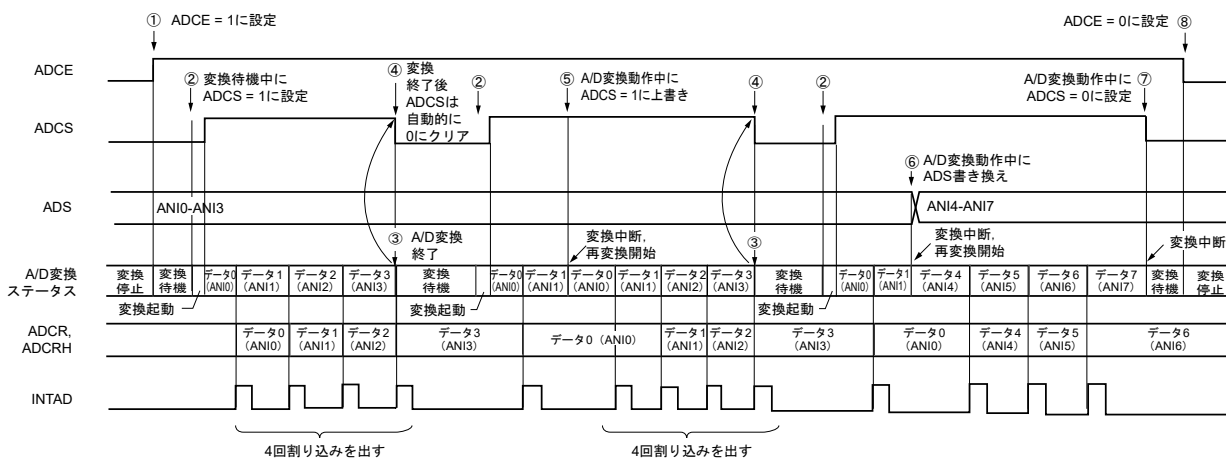 ① ADCE = 1に設定
ADCE = 0に設定 ⑧
ADCE
② 変換待機中に
ADCS = 1に設定
④ 変換
終了後
ADCSは
自動的に
0にクリア
②
⑤ A/D変換動作中に
ADCS = 1に上書き
④
②
A/D変換動作中に ⑦
ADCS = 0に設定
ADCS
⑥ A/D変換動作中に
ADS書き換え
ADS
ANI0-ANI3
ANI4-ANI7
③ A/D変換
終了
変換中断,
再変換開始
③
変換中断,
再変換開始
変換中断
A/D変換
ステータス
変換
停止
変換
待機
データ0
(ANI0)
データ1
(ANI1)
データ2
(ANI2)
データ3
(ANI3)
変換
待機
データ0
(ANI0)
データ1
(ANI1)
データ0
(ANI0)
データ1
(ANI1)
データ2
(ANI2)
データ3
(ANI3)
変換
待機
データ0
(ANI0)
データ1
(ANI1)
データ4
(ANI4)
データ5
(ANI5)
データ6
(ANI6)
データ7
(ANI7)
変換
待機
変換
停止
変換起動
変換起動
変換起動
ADCR,
ADCRH
データ0
(ANI0)
データ1
(ANI1)
データ2
(ANI2)
データ3
(ANI3)
データ0 (ANI0)
データ1
(ANI1)
データ2
(ANI2)
データ3
(ANI3)
データ0
(ANI0)
データ4
(ANI4)
データ5
(ANI5)
データ6
(ANI6)
INTAD
4回割り込みを出す
4回割り込みを出す